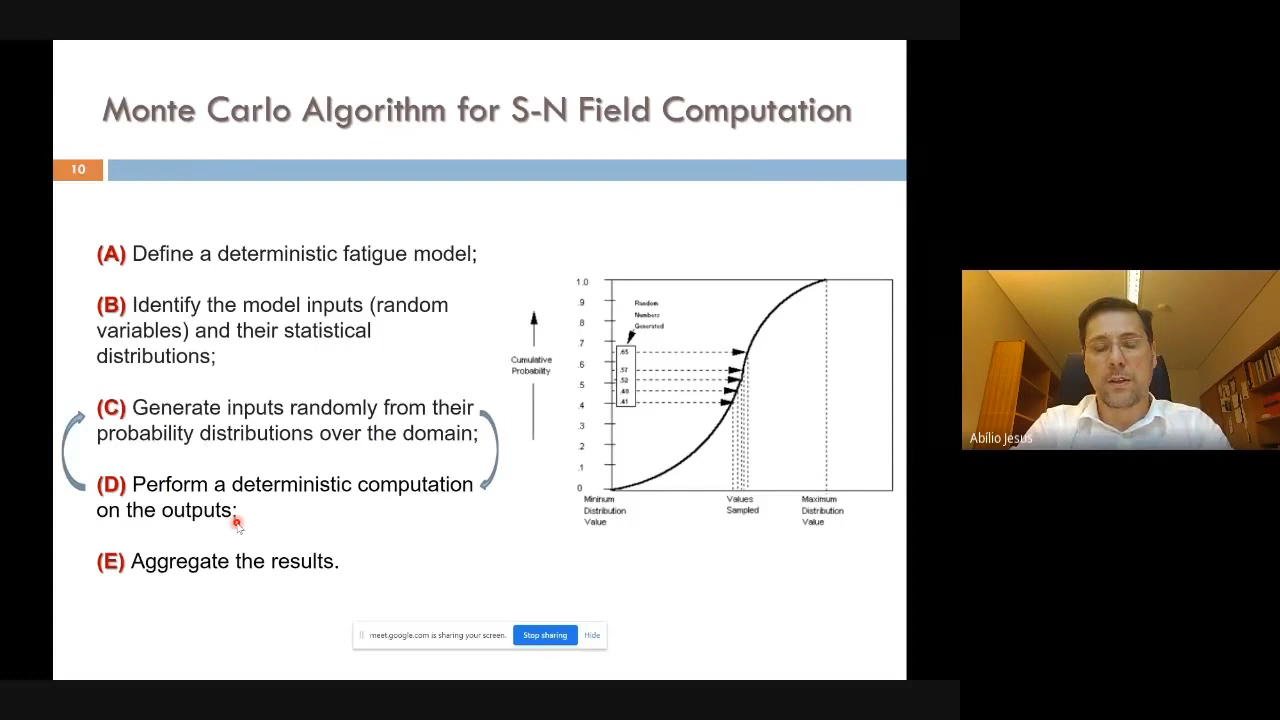 Monte Carlo Algorithm for S-N Field Computation
10
(A) Define a deterministic fatigue model;
(B) Identify the model inputs (random
variables) and their statistical
distributions;
(C) Generate inputs randomly from their
probability distributions over the domain;
(D) Perform a deterministic computation
on the outputs;
(E) Aggregate the results.
Cumulative
Probability
1.0
.9
.8
.7
.6
.5
.4
.3
.2
.1
0
Random
Numbers
Generated
.65
.57
.52
.48
.41
Mininum
Distribution
Value
Values
Sampled
Maximum
Distribution
Value
meet.google.com is sharing your screen.
Stop sharing
Hide
Abílio Jesus